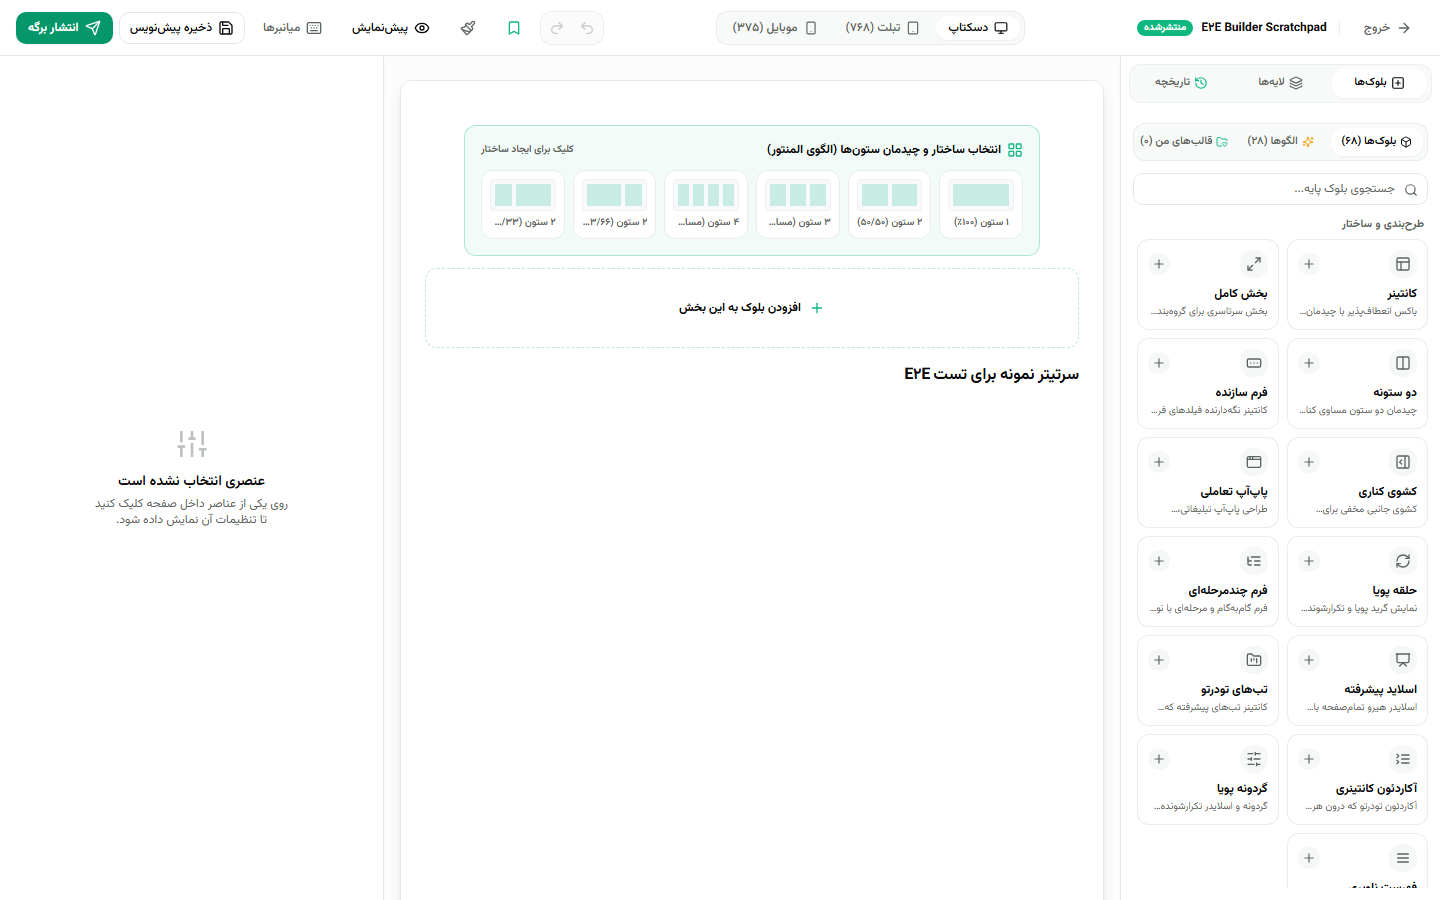 خروج
E۲E Builder Scratchpad
منتشرشده
دسکتاپ
تبلت (۷۶۸)
موبایل (۳۷۵)
پیش‌نمایش
میانبرها
ذخیره پیش‌نویس
انتشار برگه
بلوک‌ها
لایه‌ها
تاریخچه
بلوک‌ها (۶۸)
الگوها (۲۸)
قالب‌های من (۰)
جستجوی بلوک پایه...
طرح‌بندی و ساختار
کانتینر
باکس انعطاف‌پذیر با چیدمان...
بخش کامل
بخش سرتاسری برای گروه‌بند...
دو ستونه
چیدمان دو ستون مساوی کنا...
فرم سازنده
کانتینر نگه‌دارنده فیلدهای فر...
کشوی کناری
کشوی جانبی مخفی برای...
پاپ‌آپ تعاملی
طراحی پاپ‌آپ تبلیغاتی،...
حلقه پویا
نمایش گرید پویا و تکرارشوند...
فرم چندمرحله‌ای
فرم گام‌به‌گام و مرحله‌ای با نو...
اسلاید پیشرفته
اسلایدر هیرو تمام‌صفحه با...
تب‌های تودرتو
کانتینر تب‌های پیشرفته که...
آکاردئون کانتینری
آکاردئون تودرتو که درون هر...
گردونه پویا
گردونه و اسلایدر تکرارشونده...
انتخاب ساختار و چیدمان ستون‌ها (الگوی المنتور)
کلیک برای ایجاد ساختار
۱ ستون (۱۰۰٪)
۲ ستون (۵۰/۵۰)
۳ ستون (مسا...
۴ ستون (مسا...
۲ ستون (۳/۶۶...
۲ ستون (۳۳/...
افزودن بلوک به این بخش
سرتیتر نمونه برای تست E۲E
عنصری انتخاب نشده است
روی یکی از عناصر داخل صفحه کلیک کنید
تا تنظیمات آن نمایش داده شود.